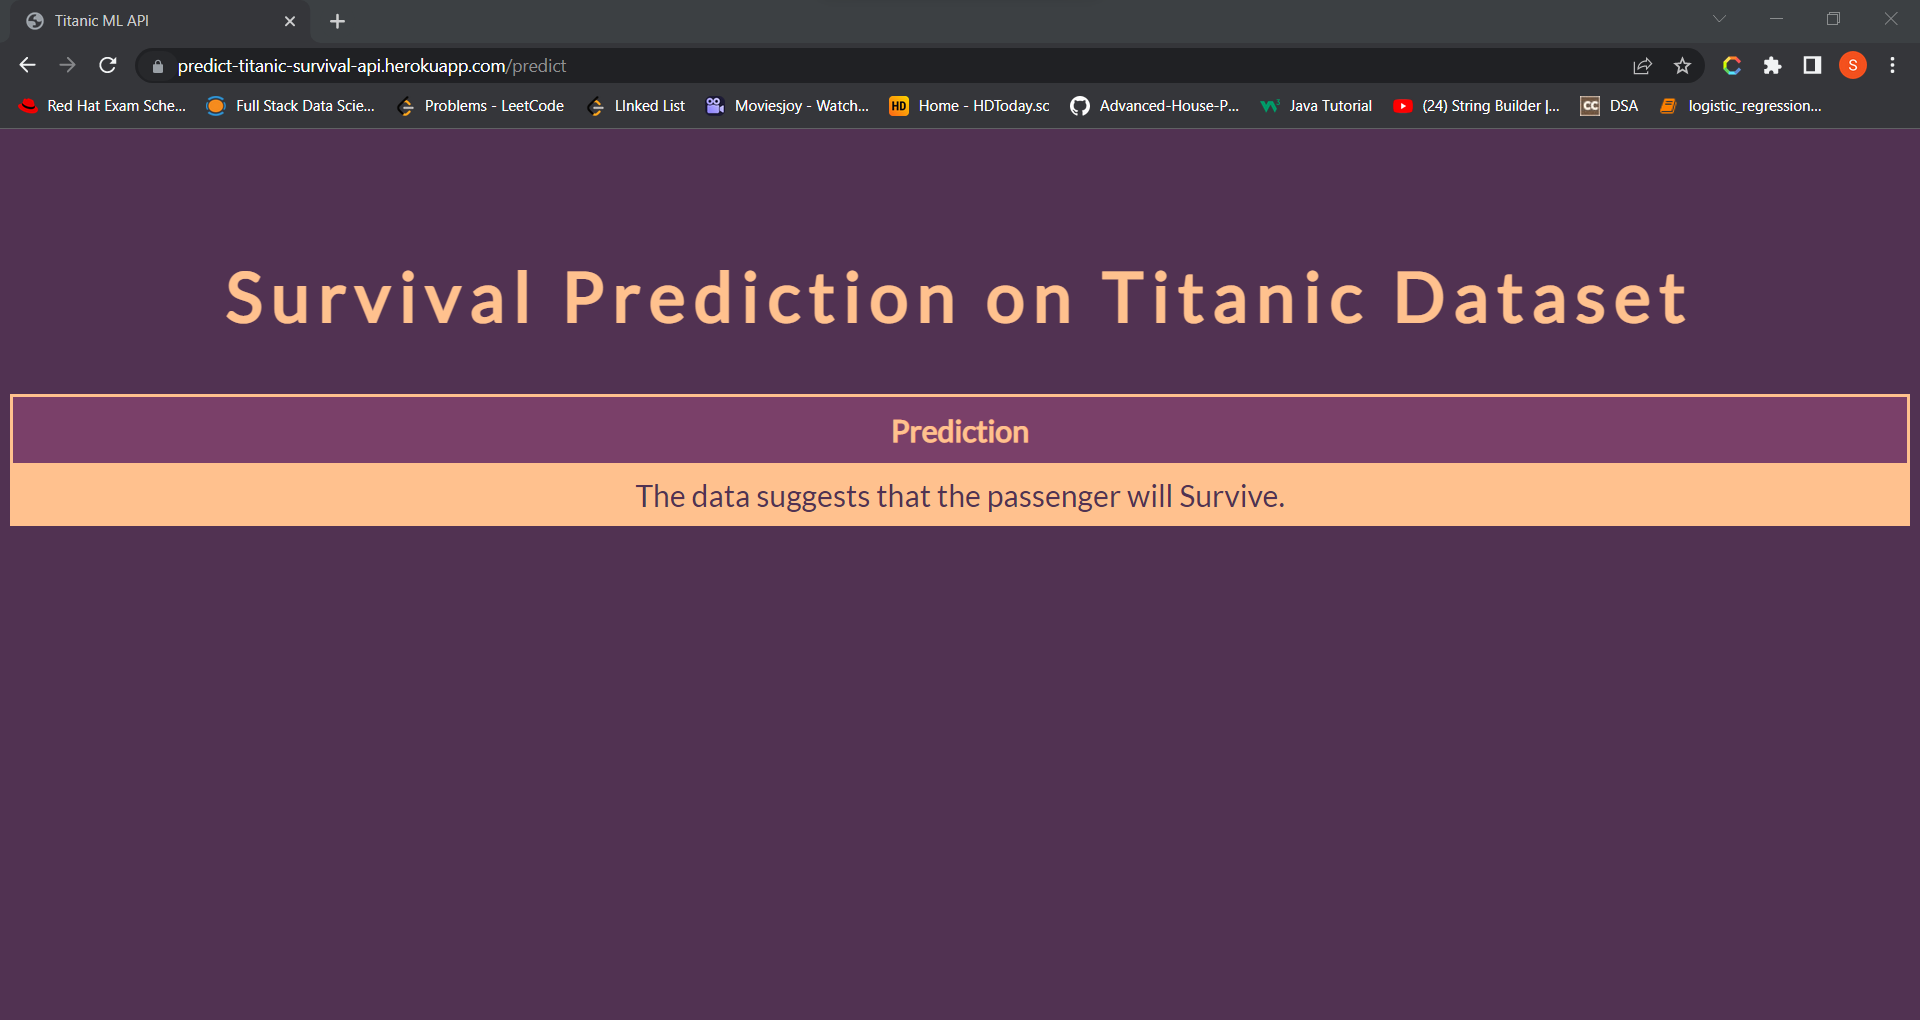 Titanic ML API
predict-titanic-survival-api.herokuapp.com/predict
S
Red Hat Exam Sche... Full Stack Data Scie... Problems - LeetCode LInked List Moviesjoy - Watch... HD Home - HDToday.sc Advanced-House-P... Java Tutorial (24) String Builder |... CC DSA logistic_regression...
Survival Prediction on Titanic Dataset
Prediction
The data suggests that the passenger will Survive.